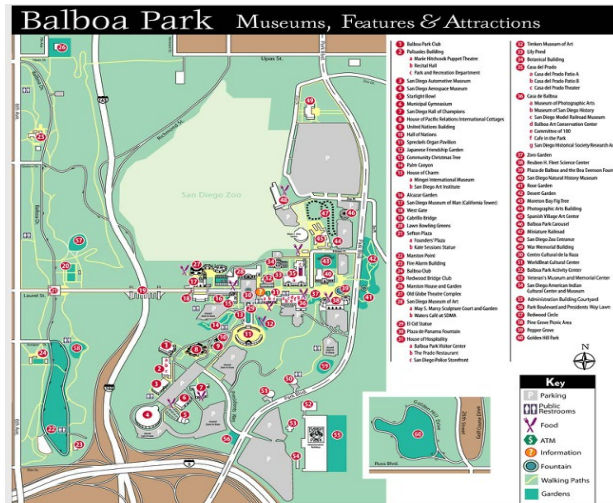 Balboa Park Museums, Features & Attractions
1 Balboa Park Club
2 Palisades Building
a Marie Hitchcock Puppet Theater
b Recital Hall
c Park and Recreation Department
3 San Diego Automotive Museum
4 San Diego Aerospace Museum
5 Starlight Bowl
6 Municipal Gymnasium
7 San Diego Hall of Champions
8 House of Pacific Relations International Cottages
9 United Nations Building
10 Hall of Nations
11 Spreckels Organ Pavilion
12 Japanese Friendship Garden
13 Community Christmas Tree
14 Palm Canyon
15 House of Charm
a Mingei International Museum
b San Diego Art Institute
16 Alcazar Garden
17 San Diego Museum of Man (California Tower)
18 West Gate
19 Cabrillo Bridge
20 Lawn Bowling Greens
21 Sefton Plaza
a Founders' Plaza
b Kate Sessions Statue
22 Marston Point
23 Fire Alarm Building
24 Balboa Club
25 Redwood Bridge Club
26 Marston House and Garden
27 Old Globe Theatre Complex
28 San Diego Museum of Art
a May S. Marcy Sculpture Court and Garden
b Waters Café at SDMA
29 El Cid Statue
30 Plaza de Panama Fountain
31 House of Hospitality
a Balboa Park Visitor Center
b The Prado Restaurant
c San Diego Police Storefront
32 Timken Museum of Art
33 Lily Pond
34 Botanical Building
35 Casa del Prado
a Casa del Prado Patio A
b Casa del Prado Patio B
c Casa del Prado Theater
36 Casa de Balboa
a Museum of Photographic Arts
b Museum of San Diego History
c San Diego Model Railroad Museum
d Balboa Art Conservation Center
e Committee of 100
f Cafe in the Park
g San Diego Historical Society Research Ar
37 Zoro Garden
38 Reuben H. Fleet Science Center
39 Plaza de Balboa and the Bea Evenson Foun
40 San Diego Natural History Museum
41 Rose Garden
42 Desert Garden
43 Moreton Bay Fig Tree
44 Photographic Arts Building
45 Spanish Village Art Center
46 Balboa Park Carousel
47 Miniature Railroad
48 San Diego Zoo Entrance
49 War Memorial Building
50 Centro Cultural de la Raza
51 WorldBeat Cultural Center
52 Balboa Park Activity Center
53 Veteran's Museum and Memorial Center
54 San Diego American Indian
Cultural Center and Museum
55 Administration Building/Courtyard
56 Park Boulevard and Presidents Way Lawn
57 Redwood Circle
58 Pine Grove Picnic Area
59 Pepper Grove
60 Golden Hill Park
Upas St.
Richmond St.
6th Ave.
Balboa Dr.
San Diego Zoo
Laurel St.
Park Blvd.
Presidents Way
Golden Hill Drive
28th Street
Russ Blvd.
N
Key
P Parking
Public
Restrooms
Food
$ ATM
? Information
Fountain
Walking Paths
Gardens